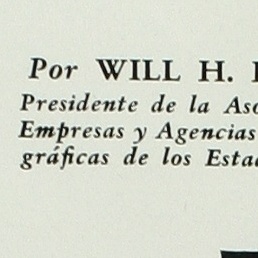 Por WILL H.
Presidente de la Aso
Empresas y Agencias
gráficas de los Esta